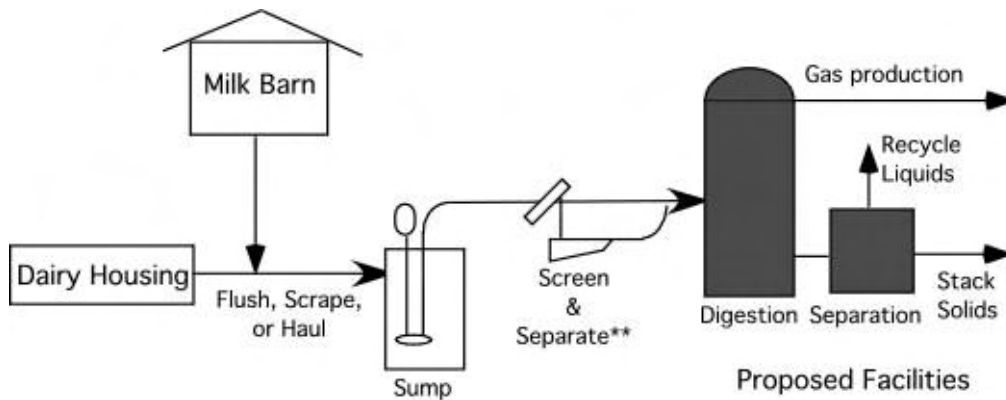 Milk Barn
Gas production
Recycle
Liquids
Dairy Housing
Flush, Scrape,
or Haul
Screen
&
Separate**
Stack
Solids
Digestion
Separation
Sump
Proposed Facilities